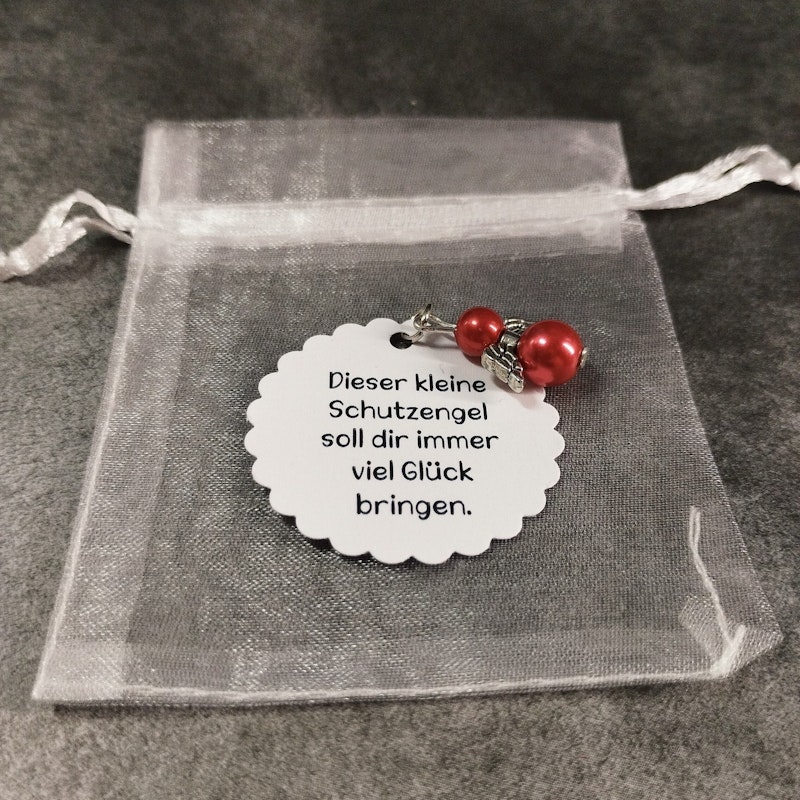 Dieser kleine
Schutzengel
soll dir immer
viel Glück
bringen.